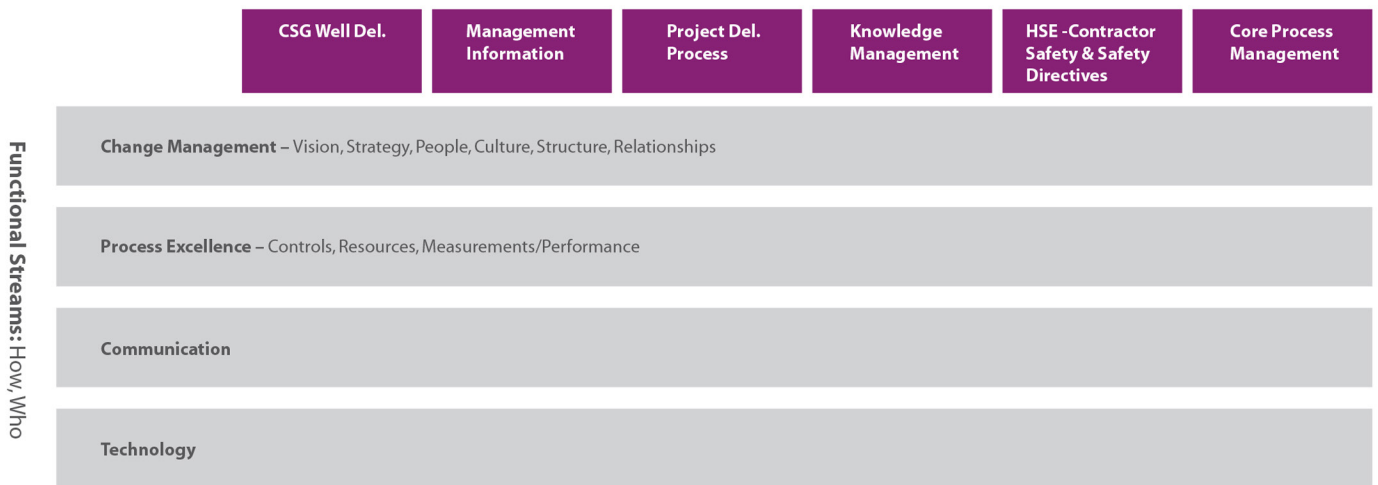 CSG Well Del.
Management
Information
Project Del.
Process
Knowledge
Management
HSE -Contractor
Safety & Safety
Directives
Core Process
Management
Functional Streams: How, Who
Change Management – Vision, Strategy, People, Culture, Structure, Relationships
Process Excellence – Controls, Resources, Measurements/Performance
Communication
Technology